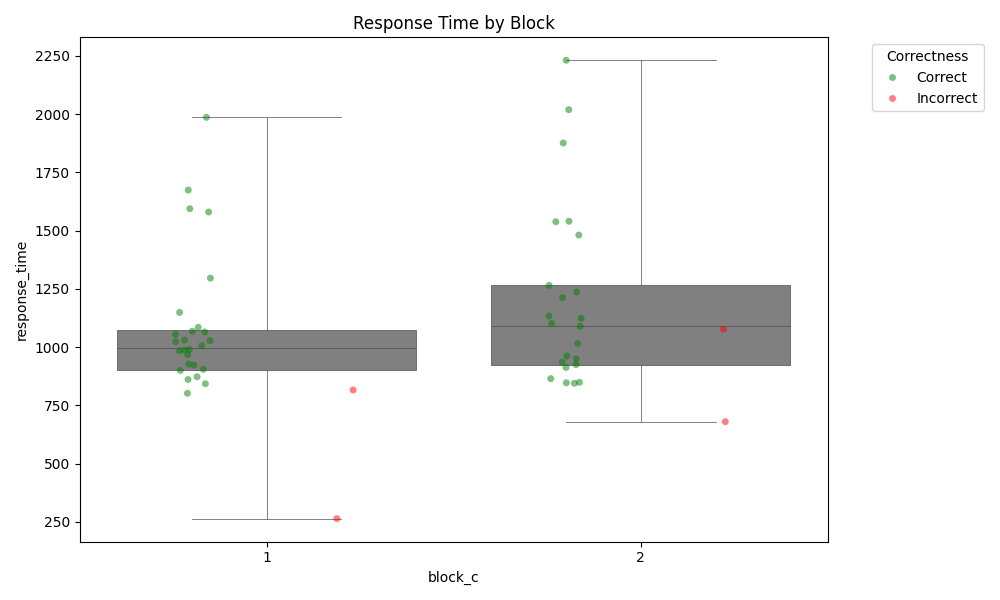 Response Time by Block
Correctness
Correct
Incorrect
2250
2000
1750
1500
1250
1000
750
500
250
response_time
1
2
block_c